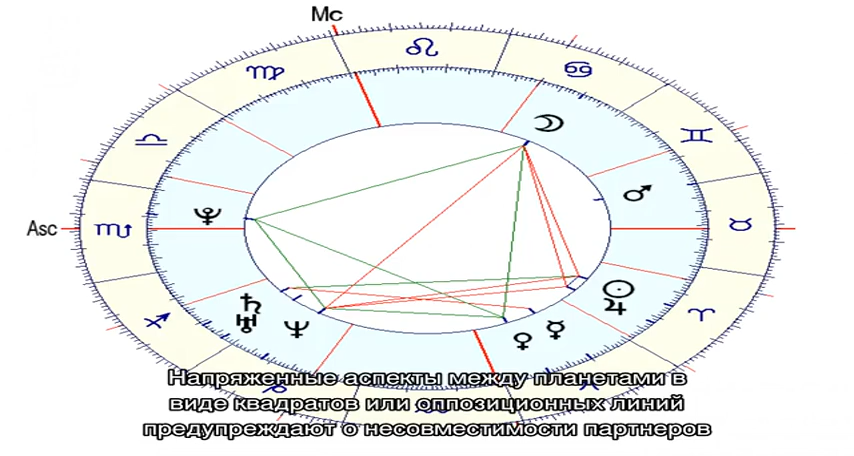 Mc
Asc
Напряженные аспекты между планетами в
виде квадратов или оппозиционных линий
предупреждают о несовместимости партнеров